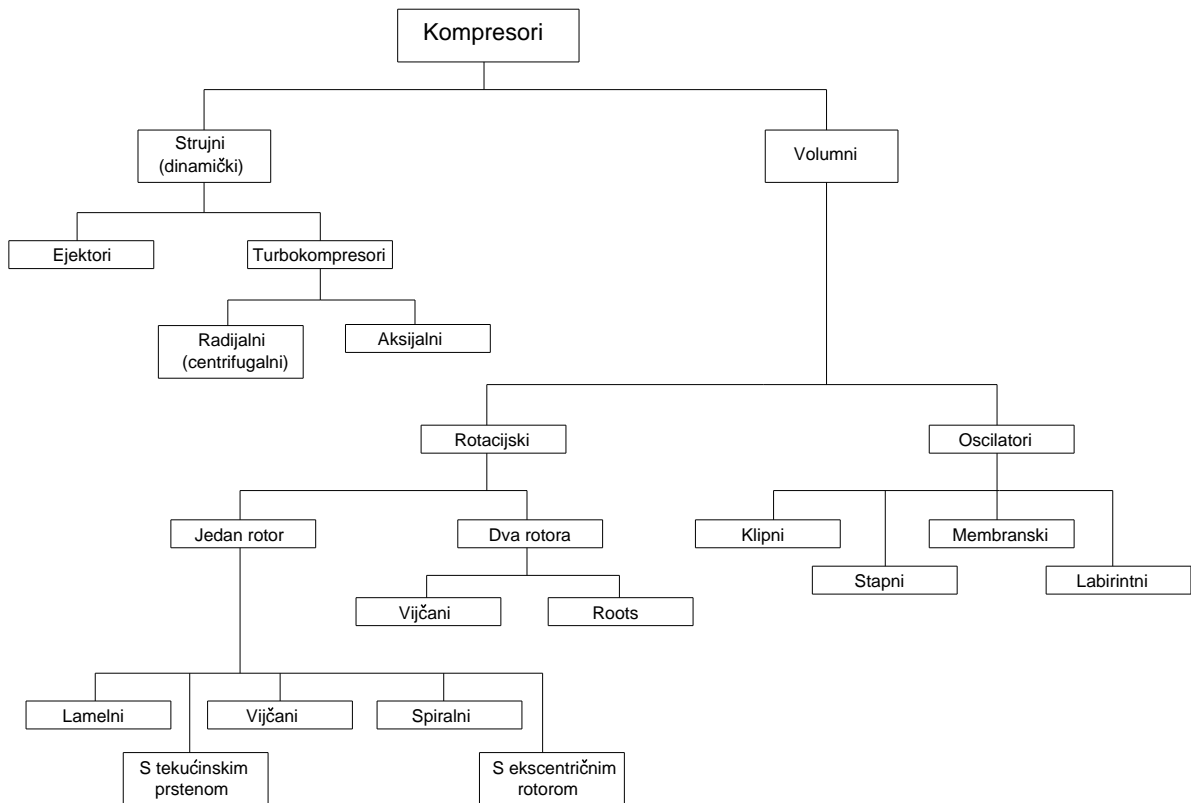 Kompresori
Strujni
(dinamički)
Volumni
Ejektori
Turbokompresori
Radijalni
(centrifugalni)
Aksijalni
Rotacijski
Oscilatori
Jedan rotor
Dva rotora
Klipni
Membranski
Stapni
Labirintni
Vijčani
Roots
Lamelni
Vijčani
Spiralni
S tekućinskim
prstenom
S ekscentričnim
rotorom